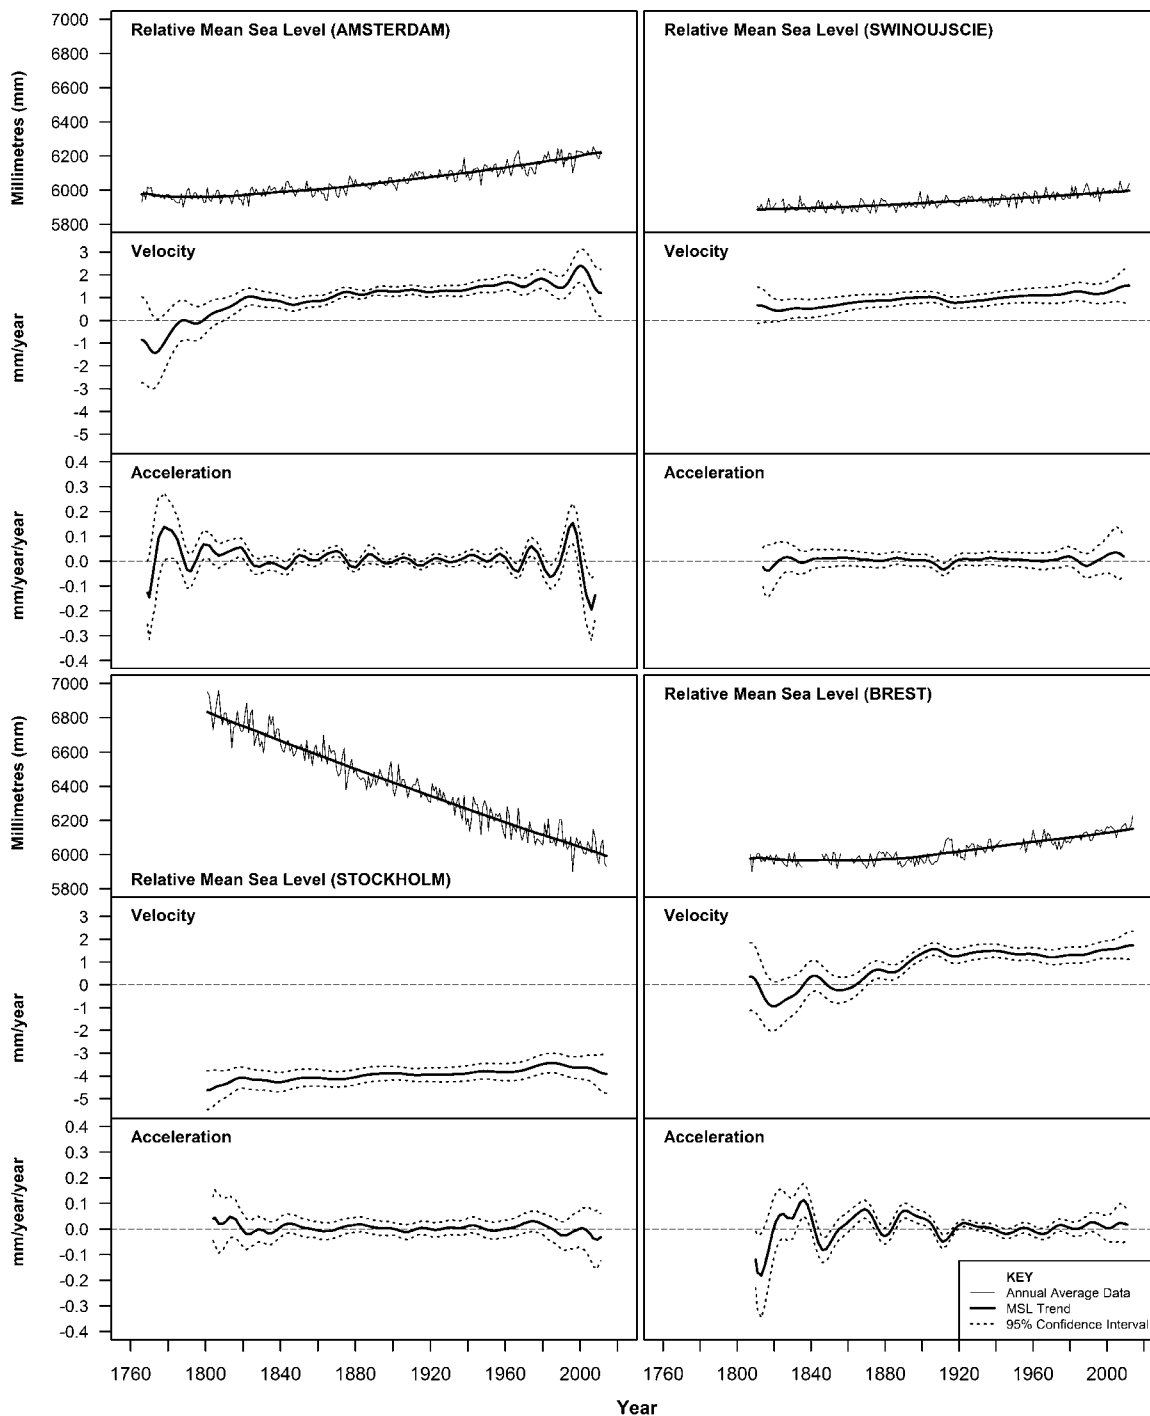 Relative Mean Sea Level (AMSTERDAM)
Relative Mean Sea Level (SWINOUJSCIE)
Millimetres (mm)
7000
6800
6600
6400
6200
6000
5800
Velocity
Velocity
mm/year
3
2
1
0
-1
-2
-3
-4
-5
Acceleration
Acceleration
mm/year/year
0.4
0.3
0.2
0.1
0.0
-0.1
-0.2
-0.3
-0.4
Millimetres (mm)
7000
6800
6600
6400
6200
6000
5800
Relative Mean Sea Level (STOCKHOLM)
Relative Mean Sea Level (BREST)
Velocity
Velocity
mm/year
3
2
1
0
-1
-2
-3
-4
-5
Acceleration
Acceleration
mm/year/year
0.4
0.3
0.2
0.1
0.0
-0.1
-0.2
-0.3
-0.4
KEY
Annual Average Data
MSL Trend
95% Confidence Interval
1760 1800 1840 1880 1920 1960 2000
1760 1800 1840 1880 1920 1960 2000
Year